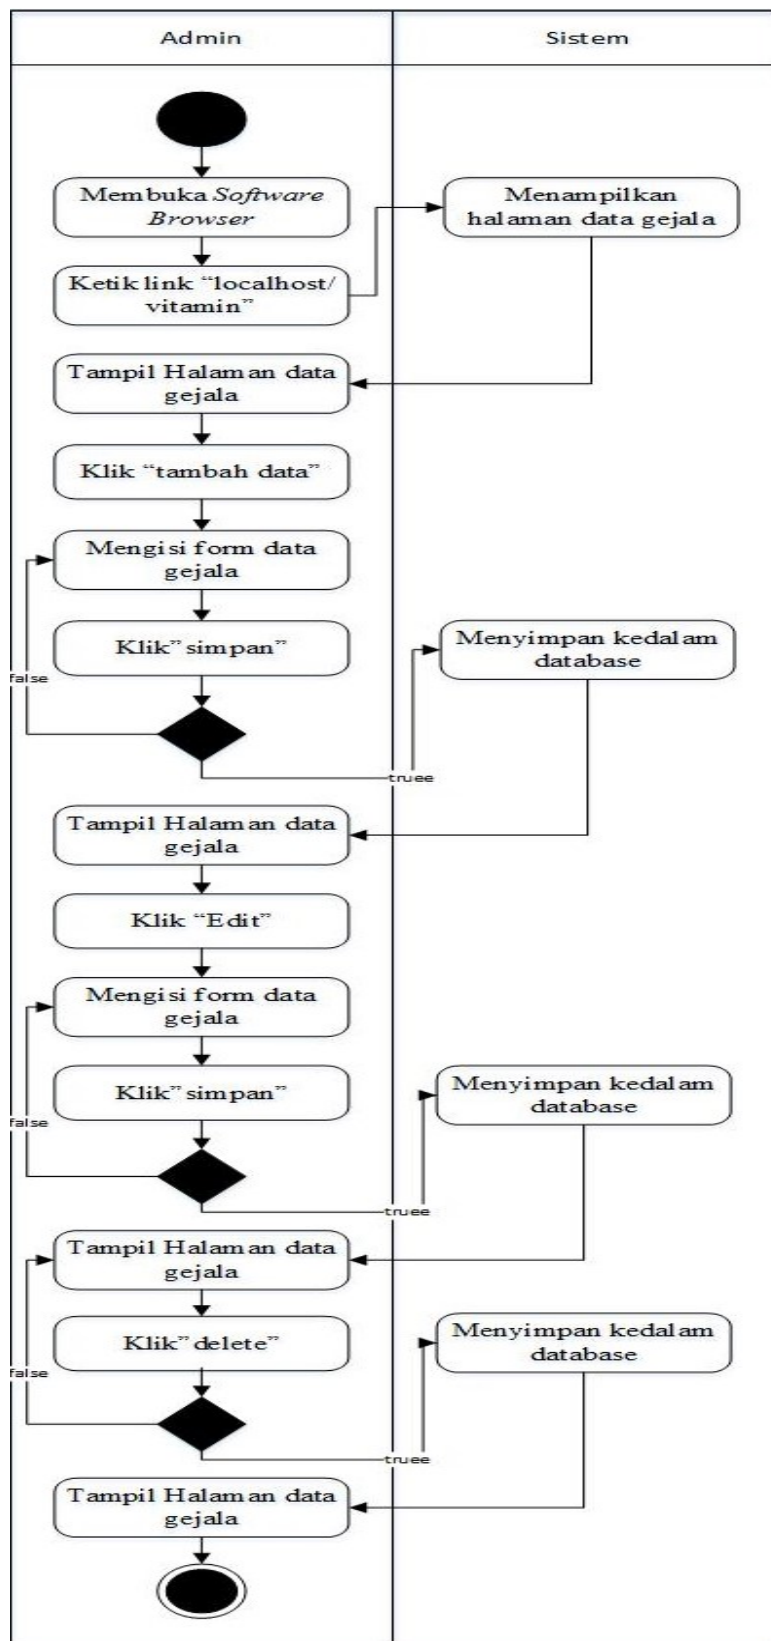 Admin
Sistem
Membuka Software
Browser
Menampilkan
halaman data gejala
Ketik link “localhost/
vitamin”
Tampil Halaman data
gejala
Klik “tambah data”
Mengisi form data
gejala
Klik”simpan”
Menyimpan kedalam
database
false
truee
Tampil Halaman data
gejala
Klik “Edit”
Mengisi form data
gejala
Klik”simpan”
Menyimpan kedalam
database
false
truee
Tampil Halaman data
gejala
Klik”delete”
Menyimpan kedalam
database
false
truee
Tampil Halaman data
gejala